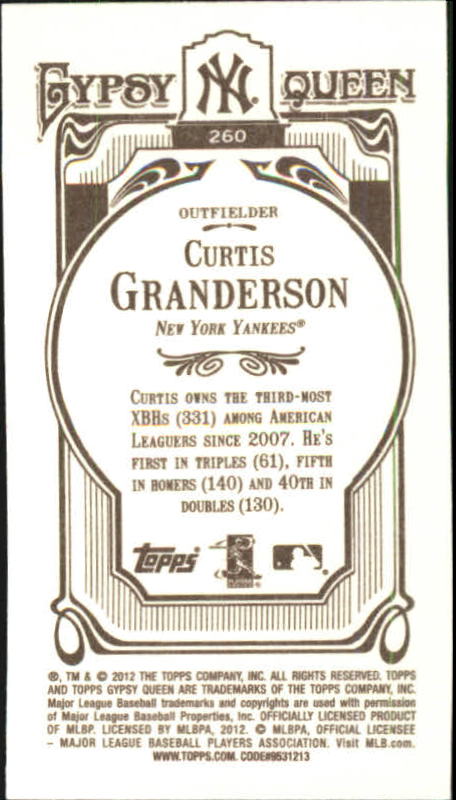 GYPSY NY QUEEN
260
OUTFIELDER
CURTIS
GRANDERSON
NEW YORK YANKEES®
CURTIS OWNS THE THIRD-MOST
XBHS (331) AMONG AMERICAN
LEAGUERS SINCE 2007. HE'S
FIRST IN TRIPLES (61), FIFTH
IN HOMERS (140) AND 40TH IN
DOUBLES (130).
TOPPS
®, TM & © 2012 THE TOPPS COMPANY, INC. ALL RIGHTS RESERVED. TOPPS
AND TOPPS GYPSY QUEEN ARE TRADEMARKS OF THE TOPPS COMPANY, INC.
Major League Baseball trademarks and copyrights are used with permission
of Major League Baseball Properties, Inc. OFFICIALLY LICENSED PRODUCT
OF MLBP. LICENSED BY MLBPA, 2012. © MLBPA, OFFICIAL LICENSEE
– MAJOR LEAGUE BASEBALL PLAYERS ASSOCIATION. Visit MLB.com.
WWW.TOPPS.COM. CODE#9531213